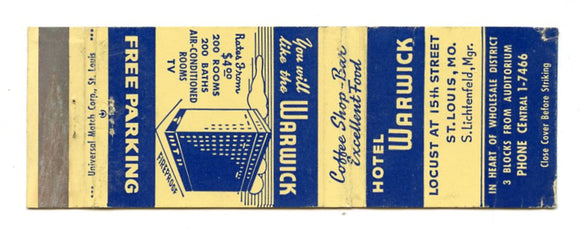 Close Cover Before Striking
IN HEART OF WHOLESALE DISTRICT
3 BLOCKS FROM AUDITORIUM
PHONE CENTRAL 1-7466
LOCUST AT 15TH STREET
ST. LOUIS, MO.
S. Lichtenfeld, Mgr.
HOTEL
WARWICK
Coffee Shop - Bar
Excellent Food
You will
like the WARWICK
Rates From
$4.00
200 ROOMS
200 BATHS
AIR-CONDITIONED
ROOMS
TV
FIREPROOF
FREE PARKING
Universal Match Corp., St. Louis